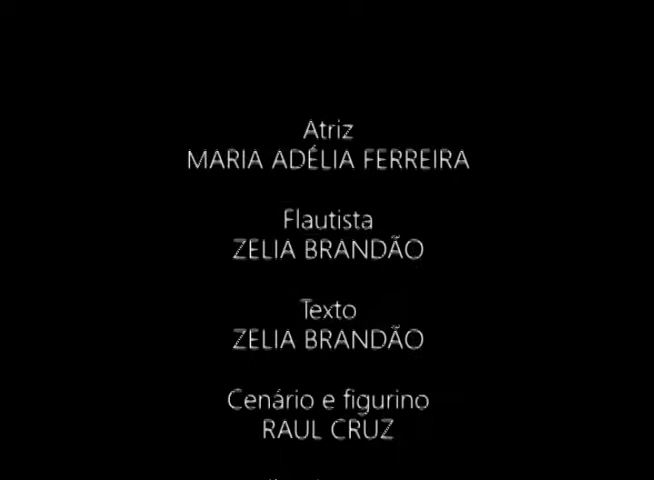 Atriz
MARIA ADÉLIA FERREIRA
Flautista
ZELIA BRANDÃO
Texto
ZELIA BRANDÃO
Cenário e figurino
RAUL CRUZ